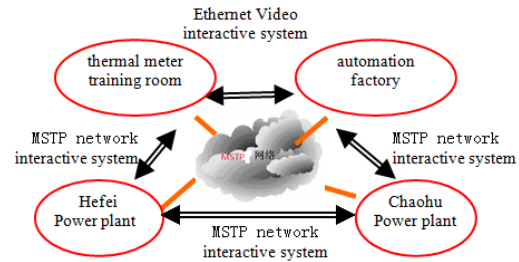 Ethernet Video
interactive system
thermal meter
training room
automation
factory
MSTP network
interactive system
MSTP 网络
MSTP network
interactive system
Hefei
Power plant
Chaohu
Power plant
MSTP network
interactive system